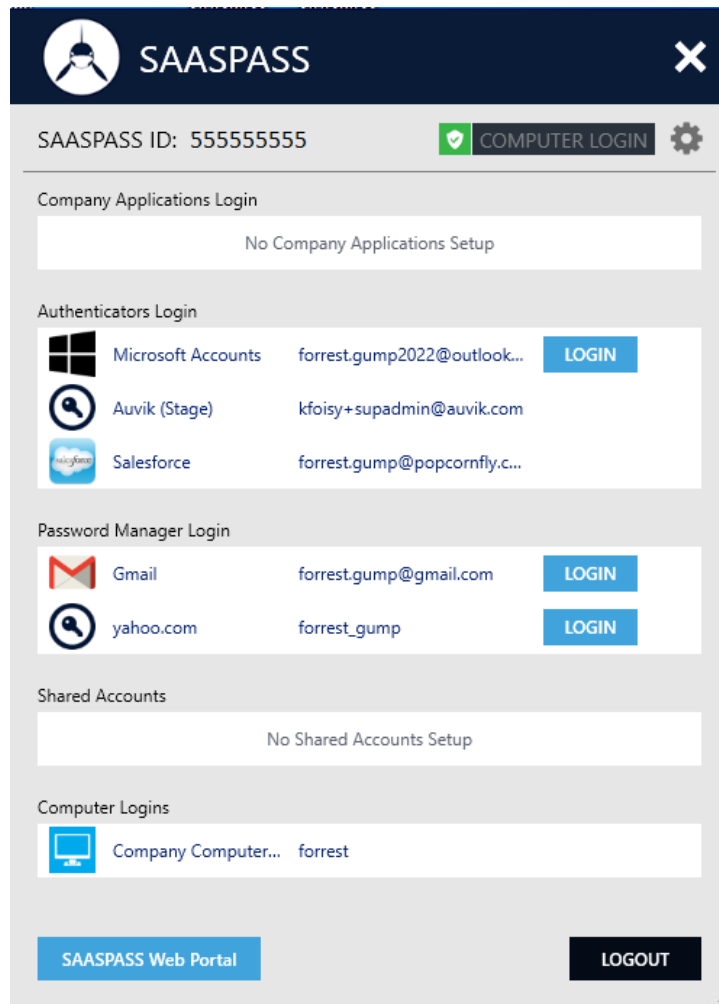 SAASPASS
SAASPASS ID: 555555555 COMPUTER LOGIN
Company Applications Login
No Company Applications Setup
Authenticators Login
Microsoft Accounts forrest.gump2022@outlook... LOGIN
Auvik (Stage) kfoisy+supadmin@auvik.com
salesforce Salesforce forrest.gump@popcornfly.c...
Password Manager Login
Gmail forrest.gump@gmail.com LOGIN
yahoo.com forrest_gump LOGIN
Shared Accounts
No Shared Accounts Setup
Computer Logins
Company Computer... forrest
SAASPASS Web Portal LOGOUT